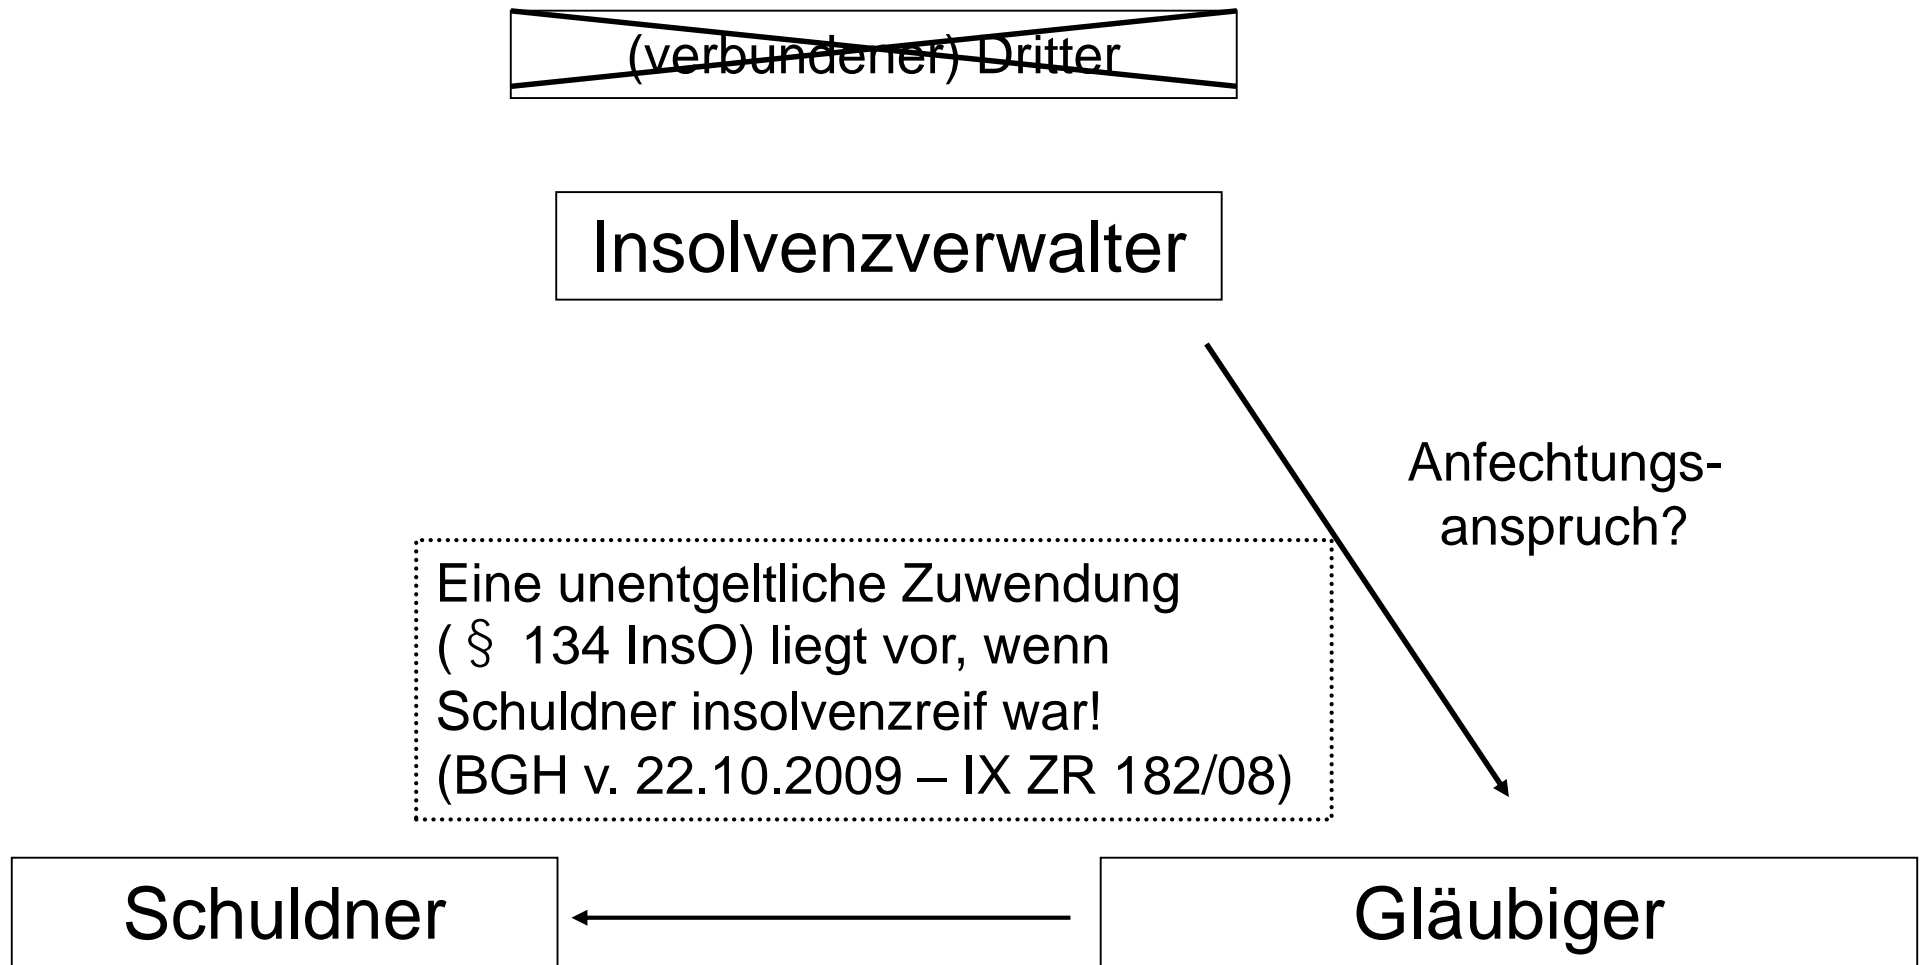 (verbundener) Dritter
Insolvenzverwalter
Anfechtungs-
anspruch?
Eine unentgeltliche Zuwendung
( § 134 InsO) liegt vor, wenn
Schuldner insolvenzreif war!
(BGH v. 22.10.2009 – IX ZR 182/08)
Schuldner
Gläubiger